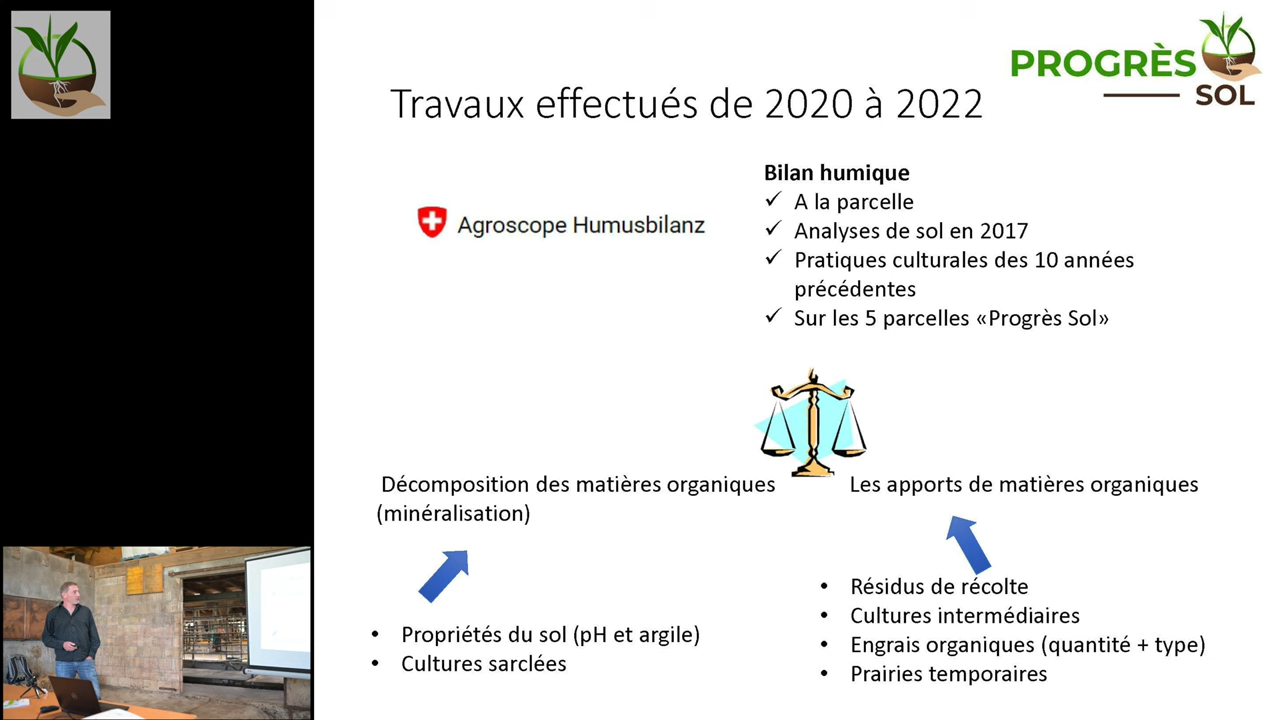 PROGRÈS
SOL
Travaux effectués de 2020 à 2022
Agroscope Humusbilanz
Bilan humique
✓ A la parcelle
✓ Analyses de sol en 2017
✓ Pratiques culturales des 10 années
précédentes
✓ Sur les 5 parcelles «Progrès Sol»
Décomposition des matières organiques
(minéralisation)
Les apports de matières organiques
• Propriétés du sol (pH et argile)
• Cultures sarclées
• Résidus de récolte
• Cultures intermédiaires
• Engrais organiques (quantité + type)
• Prairies temporaires